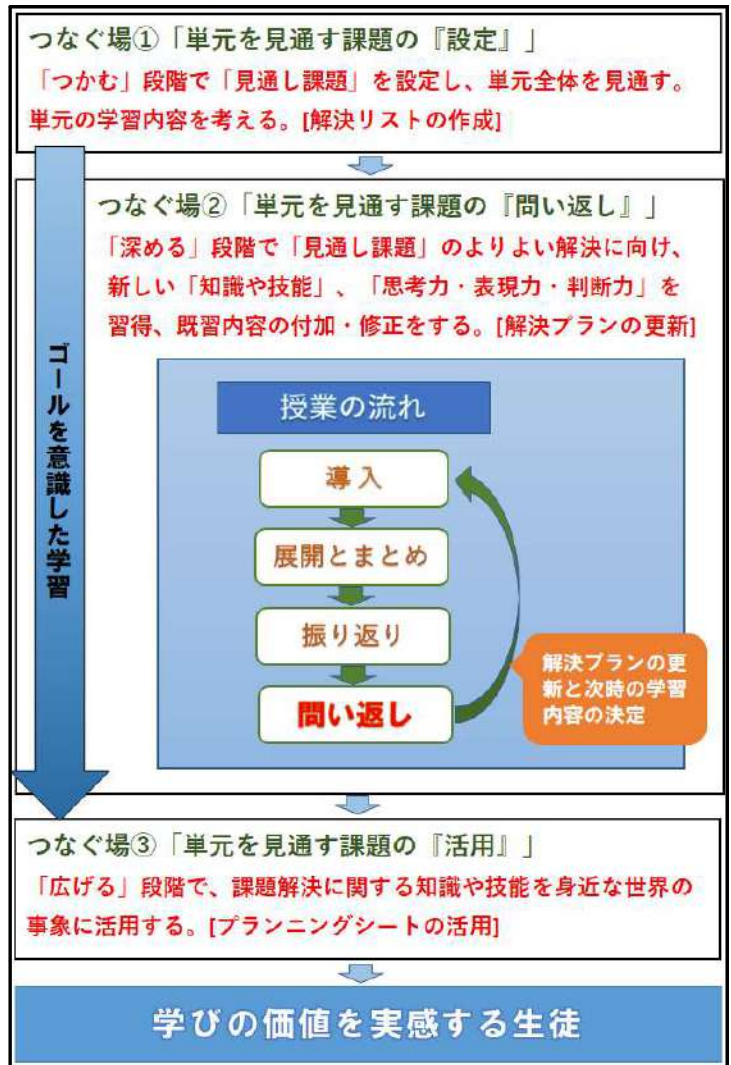 つなぐ場①「単元を見通す課題の『設定』」
「つかむ」段階で「見通し課題」を設定し、単元全体を見通す。
単元の学習内容を考える。[解決リストの作成]
ゴールを意識した学習
つなぐ場②「単元を見通す課題の『問い返し』」
「深める」段階で「見通し課題」のよりよい解決に向け、
新しい「知識や技能」、「思考力・表現力・判断力」を
習得、既習内容の付加・修正をする。[解決プランの更新]
授業の流れ
導入
展開とまとめ
振り返り
問い返し
解決プランの更
新と次時の学習
内容の決定
つなぐ場③「単元を見通す課題の『活用』」
「広げる」段階で、課題解決に関する知識や技能を身近な世界の
事象に活用する。[プランニングシートの活用]
学びの価値を実感する生徒